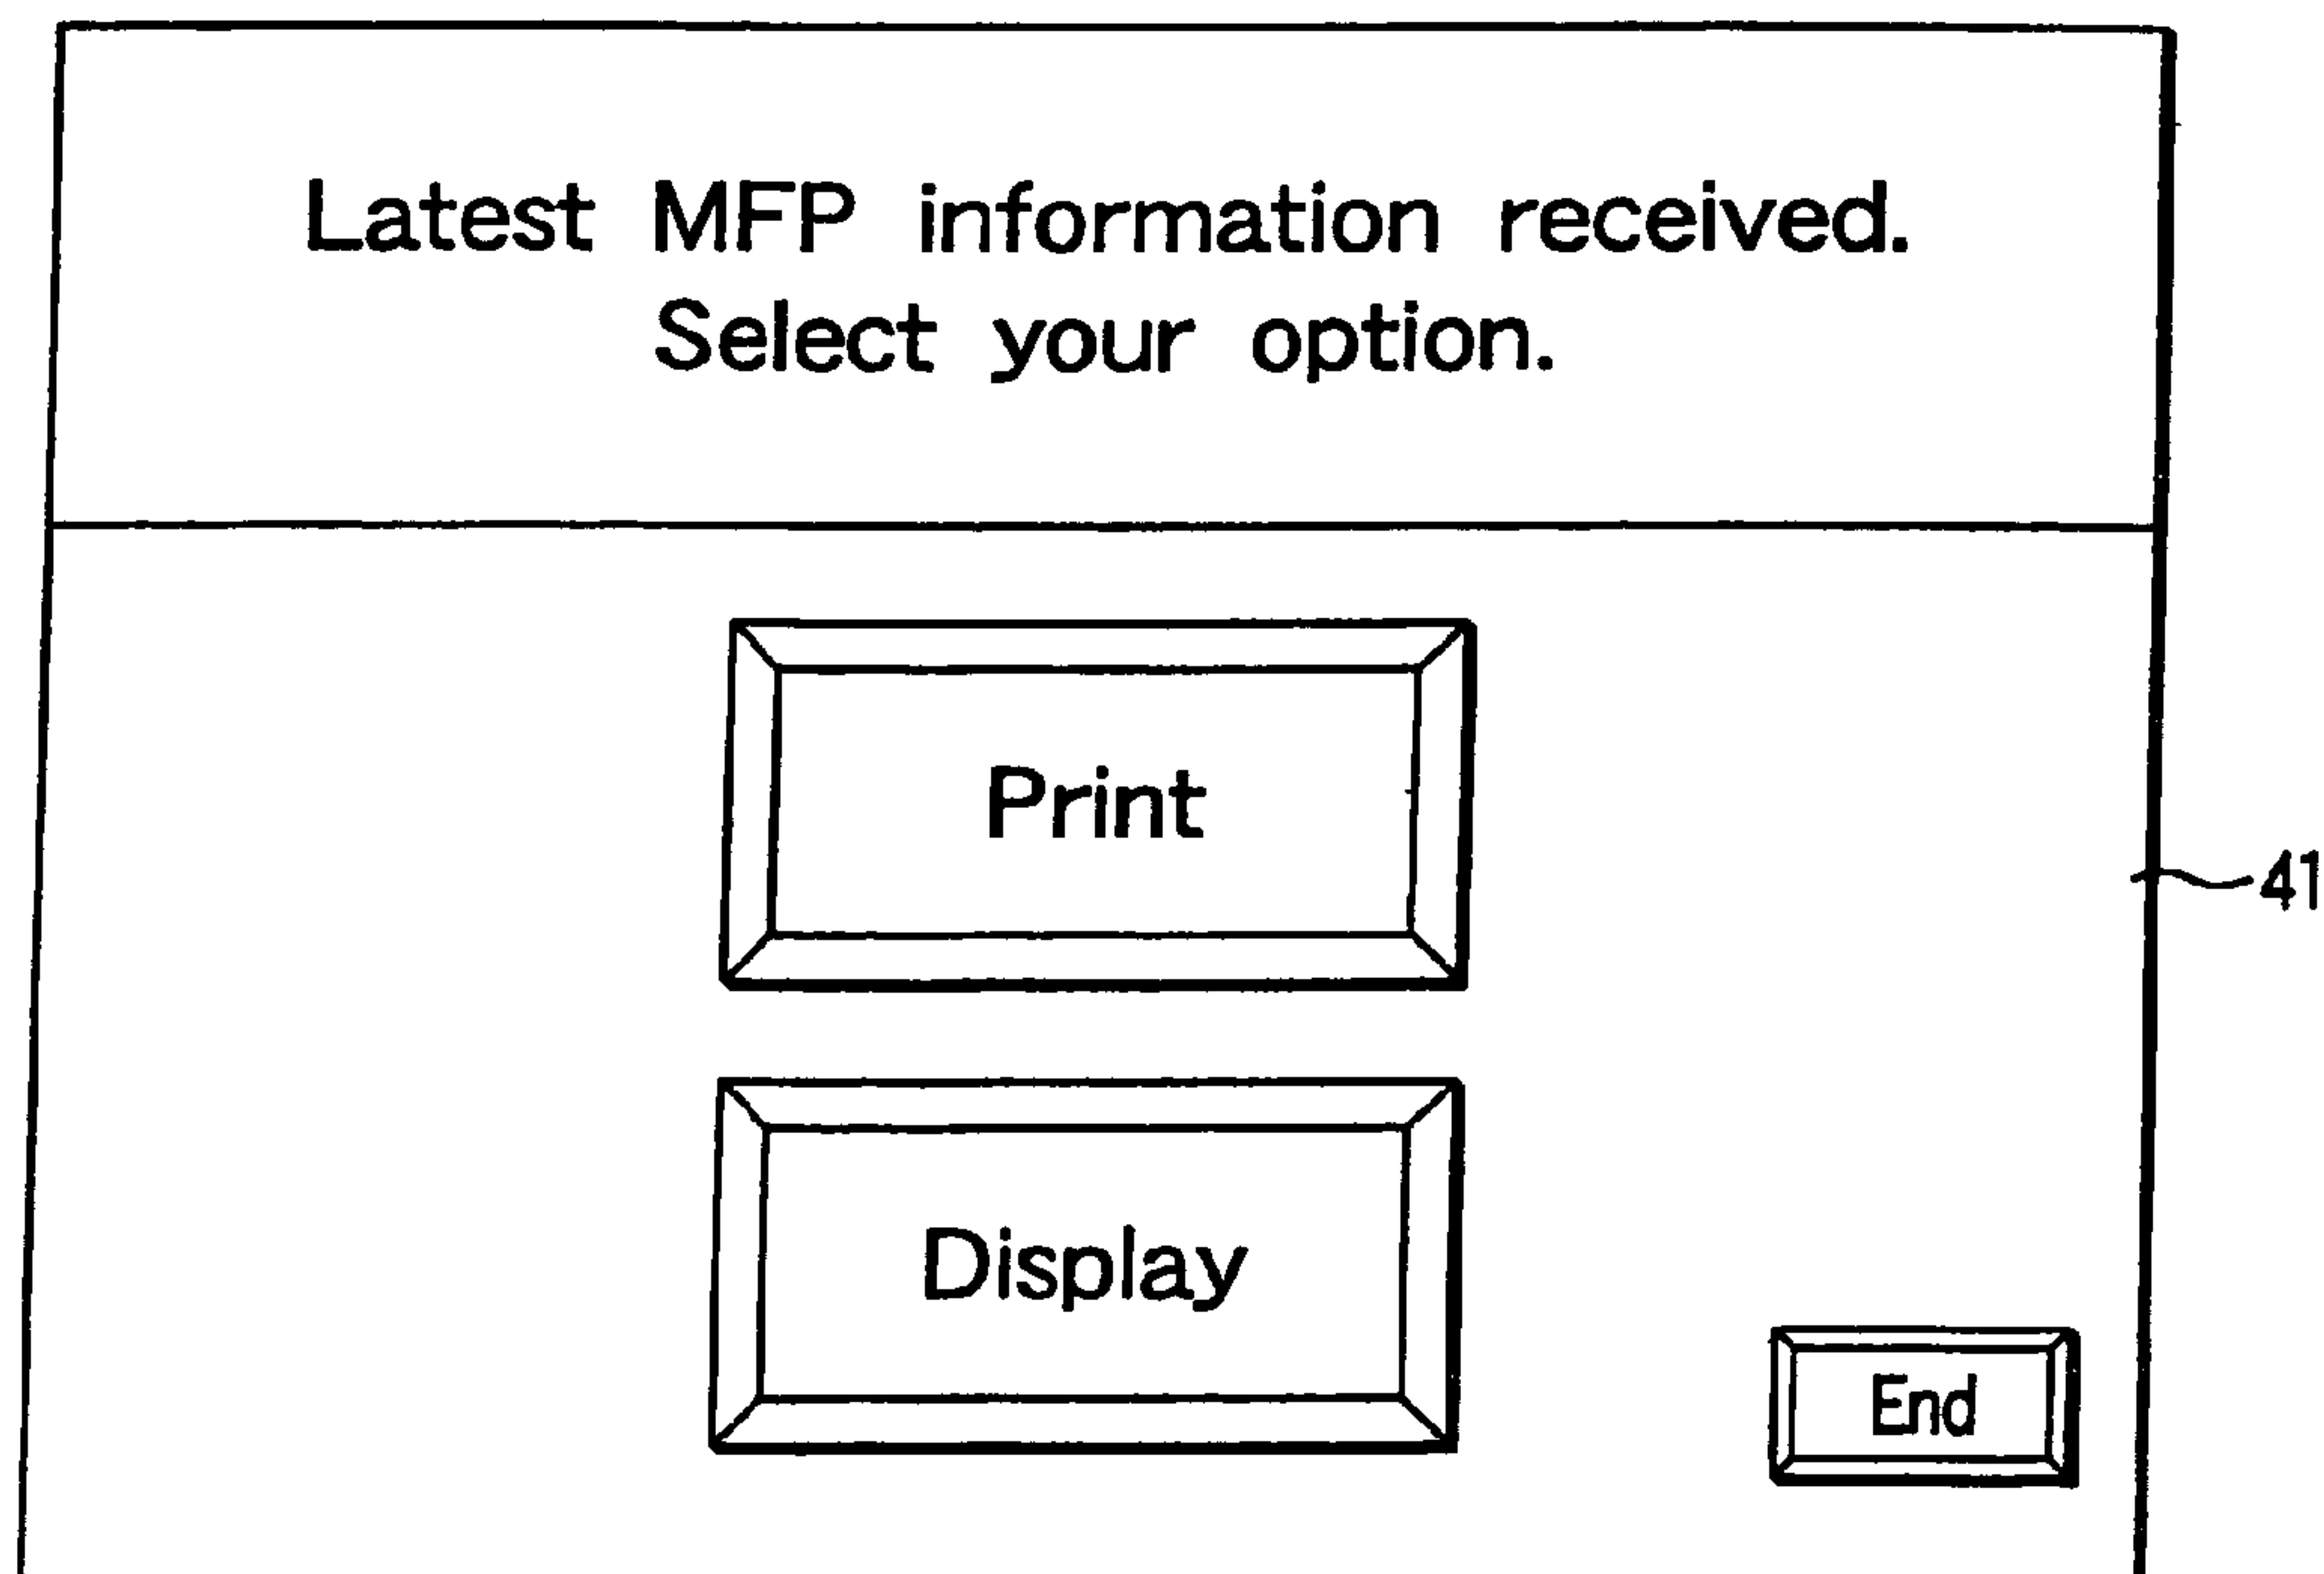 Latest MFP information received.
Select your option.
Print
41
Display
End